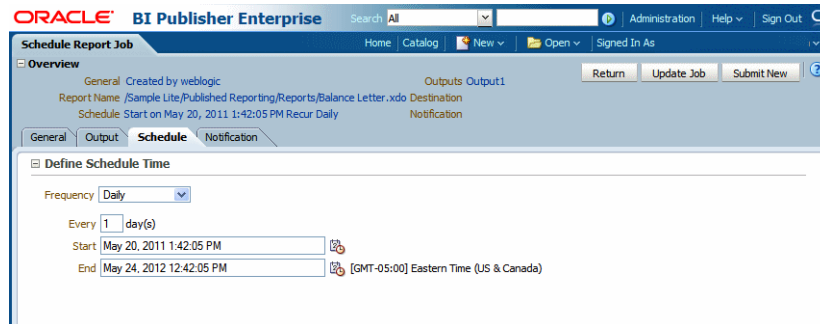 ORACLE BI Publisher Enterprise Search All Administration Help Sign Out
Schedule Report Job Home Catalog New Open Signed In As
Overview
Return Update Job Submit New
General Created by weblogic Outputs Output1
Report Name /Sample Lite/Published Reporting/Reports/Balance Letter.xdo Destination
Schedule Start on May 20, 2011 1:42:05 PM Recur Daily Notification
General Output Schedule Notification
Define Schedule Time
Frequency Daily
Every 1 day(s)
Start May 20, 2011 1:42:05 PM
End May 24, 2012 12:42:05 PM [GMT-05:00] Eastern Time (US & Canada)